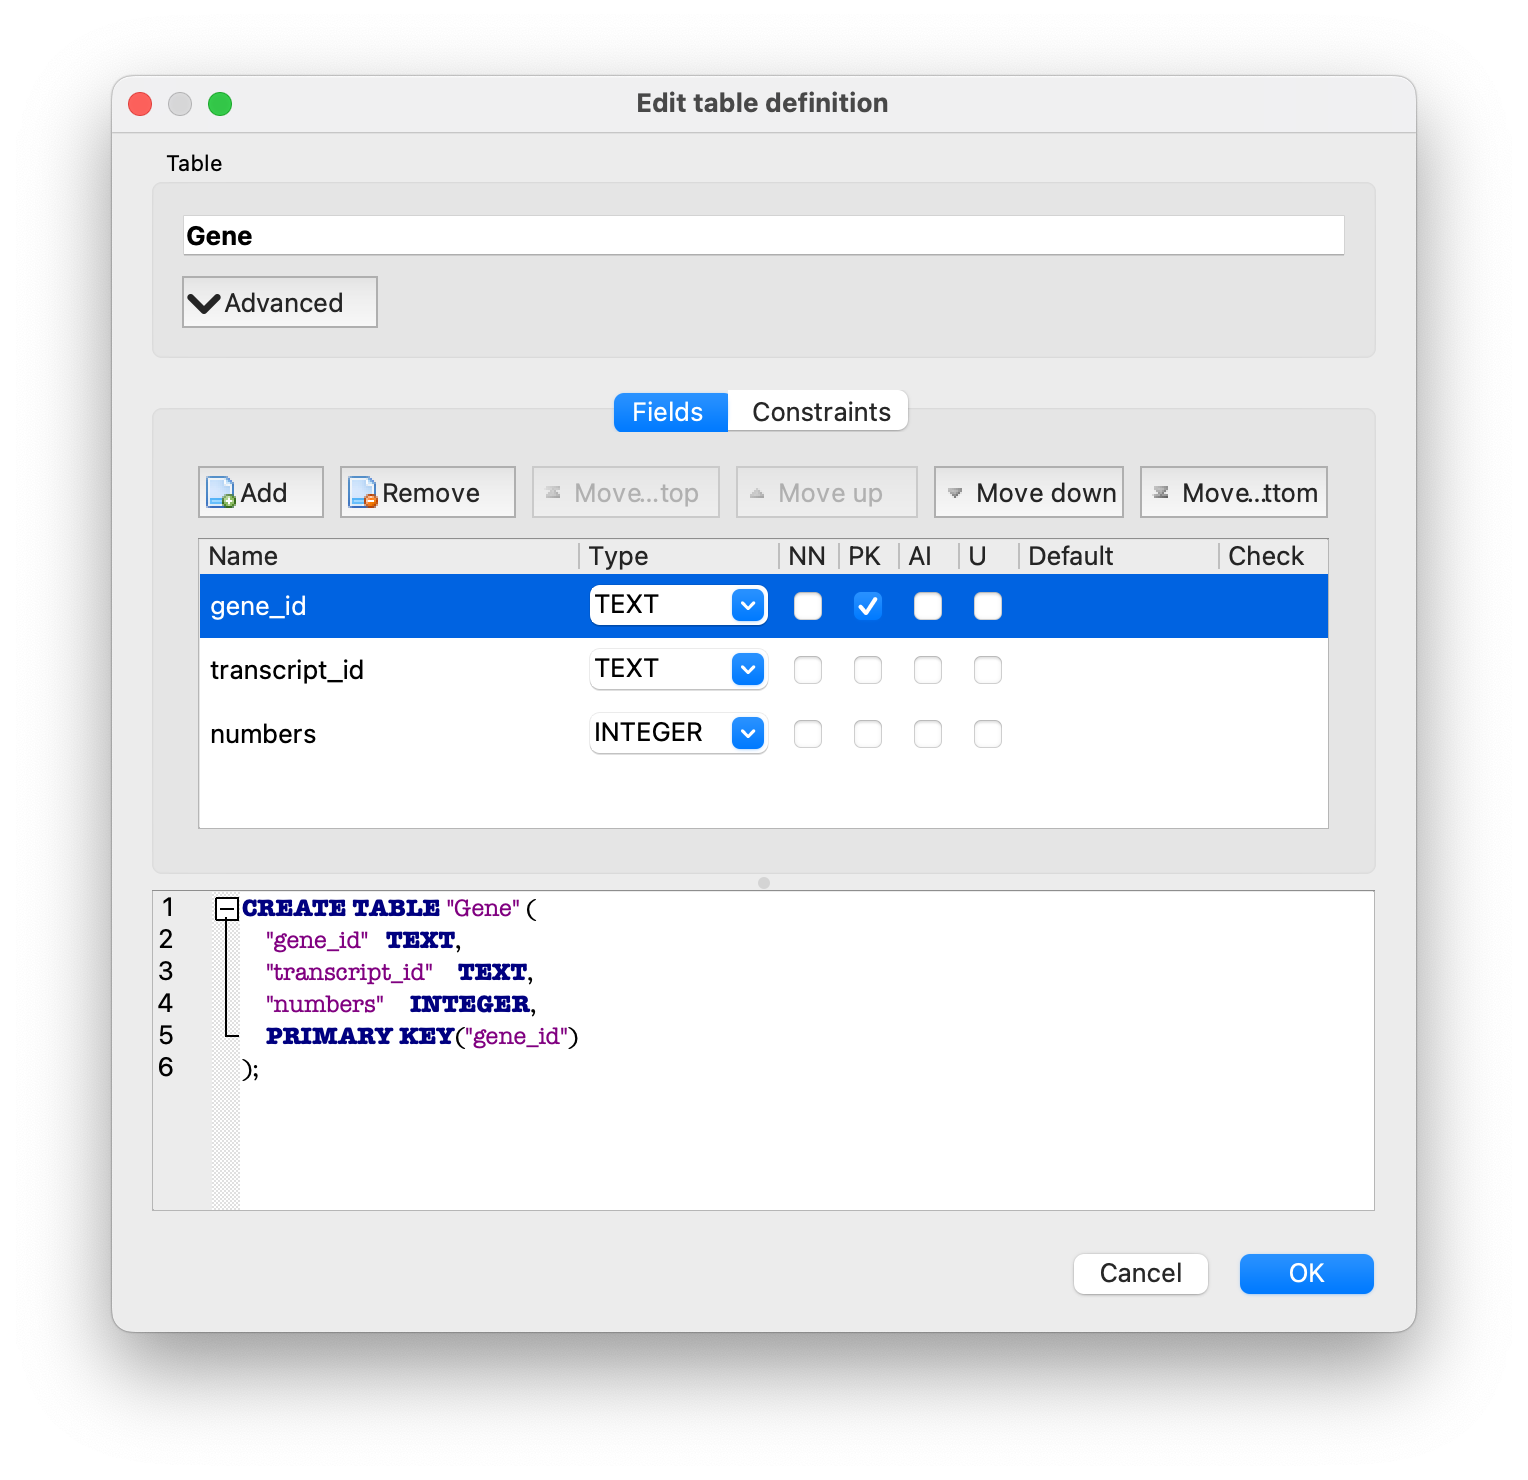 Edit table definition
Table
Gene
Advanced
Fields Constraints
Add Remove Move...top Move up Move down Move...ttom
Name Type NN PK AI U Default Check
gene_id TEXT
transcript_id TEXT
numbers INTEGER
1 CREATE TABLE "Gene" (
2 "gene_id" TEXT,
3 "transcript_id" TEXT,
4 "numbers" INTEGER,
5 PRIMARY KEY("gene_id")
6 );
Cancel OK